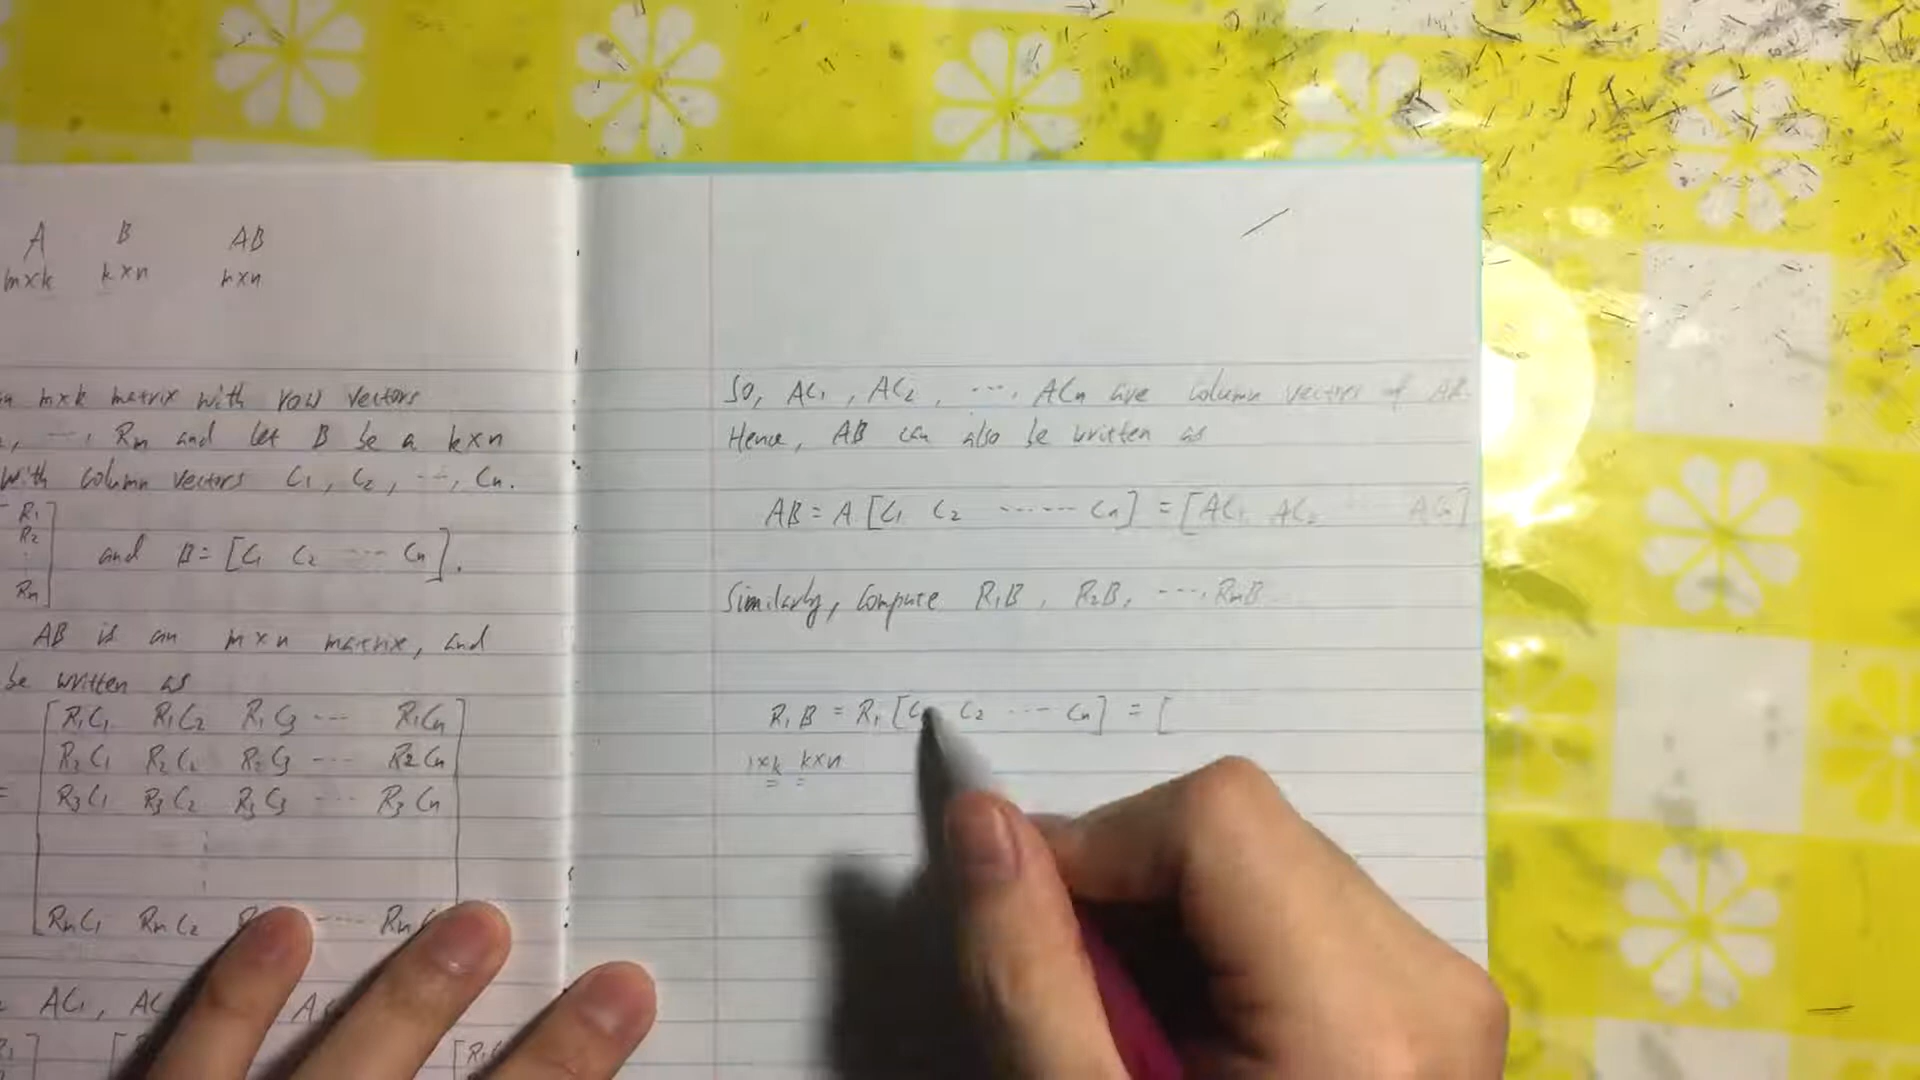 A B AB
m×k k×n m×n
m×k matrix with row vectors
, ..., Rm and let B be a k×n
with column vectors C1, C2, ..., Cn.
R1
R2
⋮
Rm
and B = [C1 C2 ... Cn].
AB is an m×n matrix, and
be written as
[R1C1 R1C2 R1C3 ... R1Cn]
R2C1 R2C2 R2C3 ... R2Cn
= R3C1 R3C2 R3C3 ... R3Cn
⋮
RmC1 RmC2 ... Rm
AC1, AC
So, AC1, AC2, ..., ACn are column vectors of AB.
Hence, AB can also be written as
AB = A [C1 C2 ...... Cn] = [AC1 AC2 ACn]
Similarly, compute R1B, R2B, ..., RmB
R1B = R1 [C C2 ... Cn] = [
1×k k×n